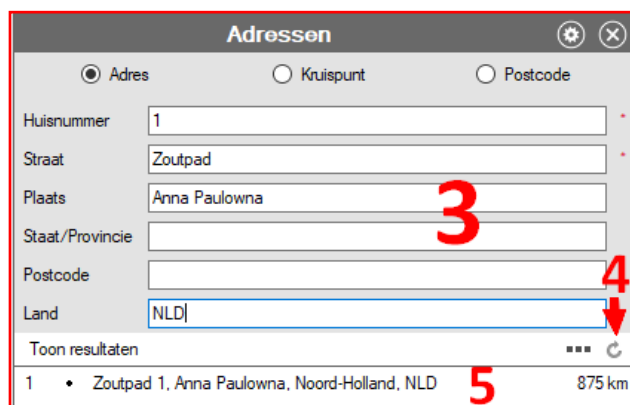 Adressen
Adres Kruispunt Postcode
Huisnummer 1 *
Straat Zoutpad *
Plaats Anna Paulowna
3
Staat/Provincie
Postcode
4
Land NLD
Toon resultaten
1 • Zoutpad 1, Anna Paulowna, Noord-Holland, NLD 5 875 km